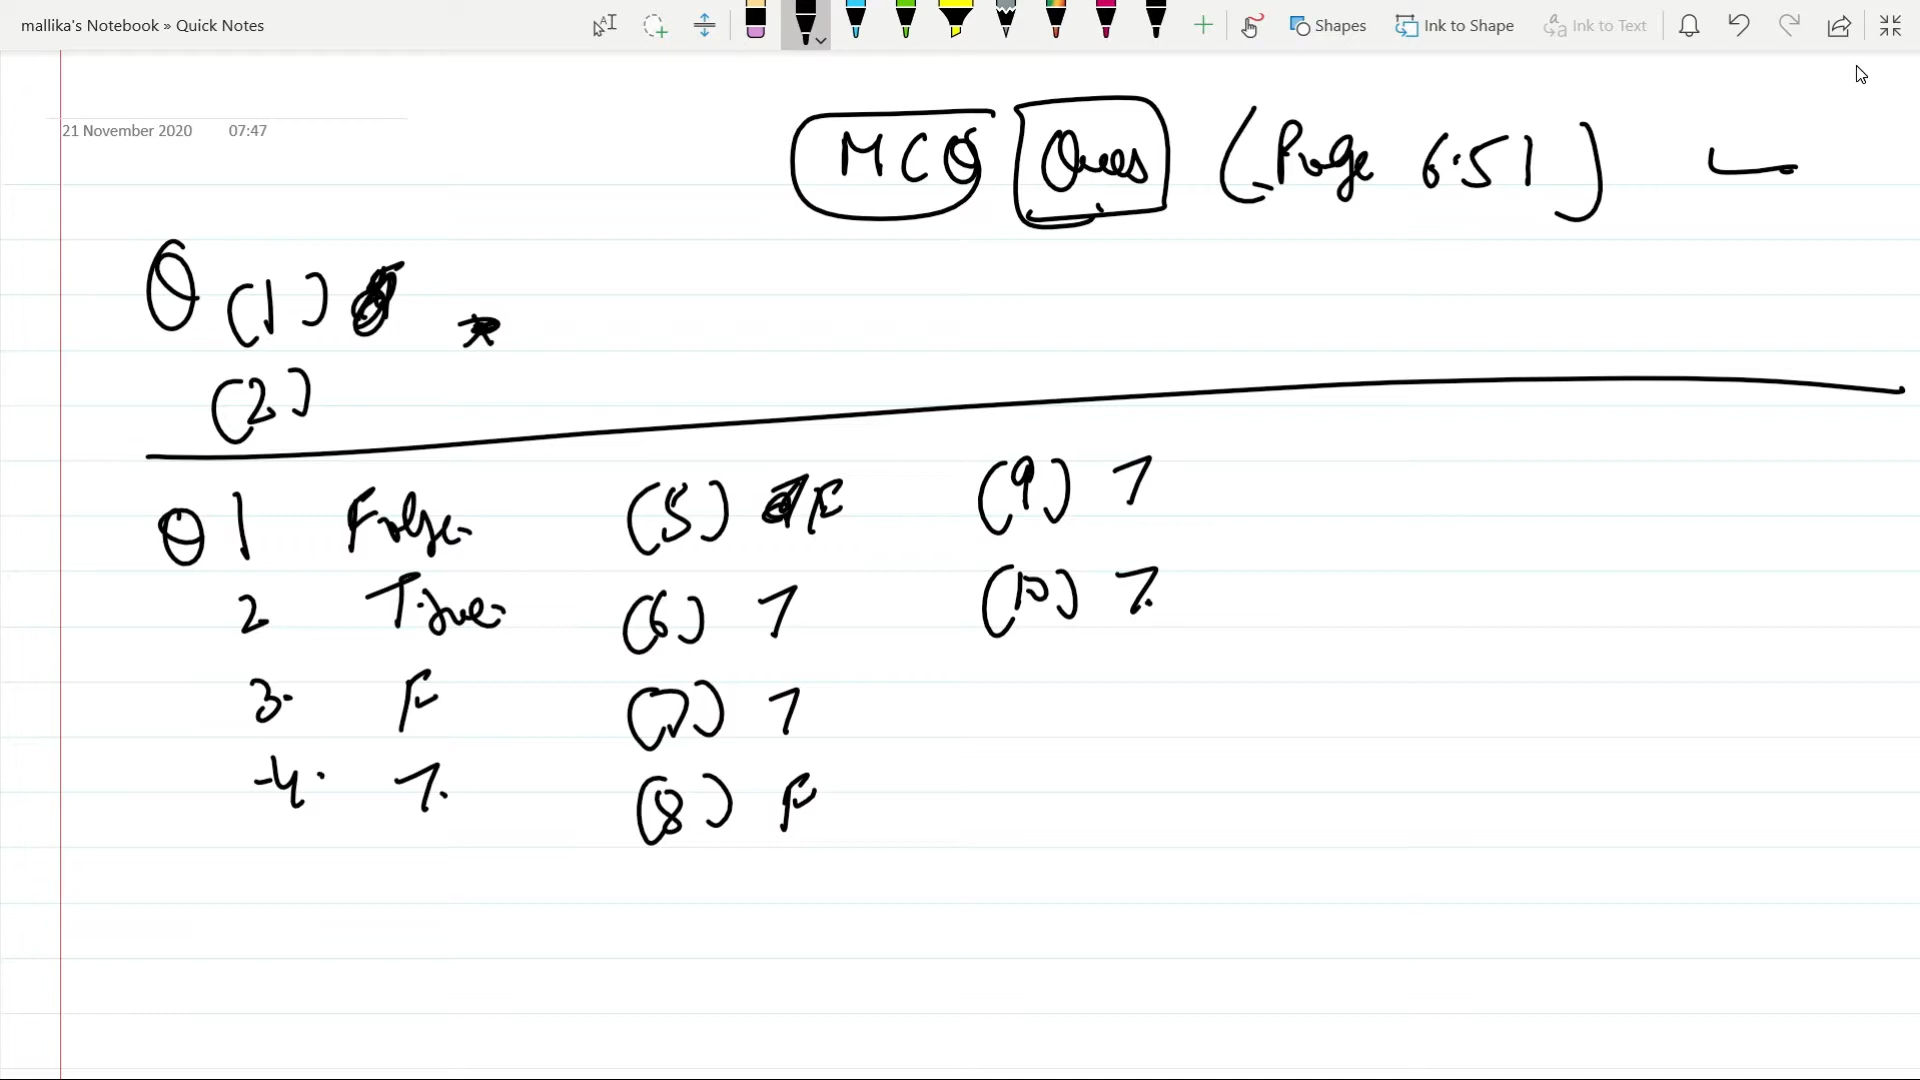 mallika's Notebook » Quick Notes
Shapes Ink to Shape Ink to Text
21 November 2020 07:47
MCQ Ques (Page 6.51)
Q (1)
(2)
Q 1 False
2 True
3. F
4. T.
(5) F
(6) T
(7) T
(8) F
(9) T
(10) T.